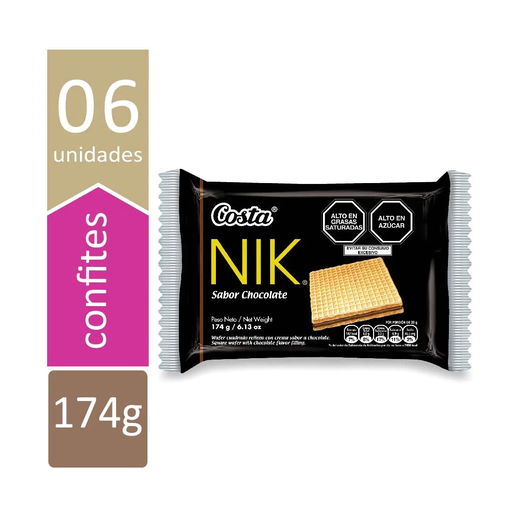 06
unidades
confites
174g
Costa®
NIK®
Sabor Chocolate
Peso Neto / Net Weight
174 g / 6.13 oz
Wafer cuadrado relleno con crema sabor a chocolate.
Square wafer with chocolate flavor filling.
ALTO EN
GRASAS
SATURADAS
ALTO EN
AZÚCAR
EVITAR SU CONSUMO
EXCESIVO